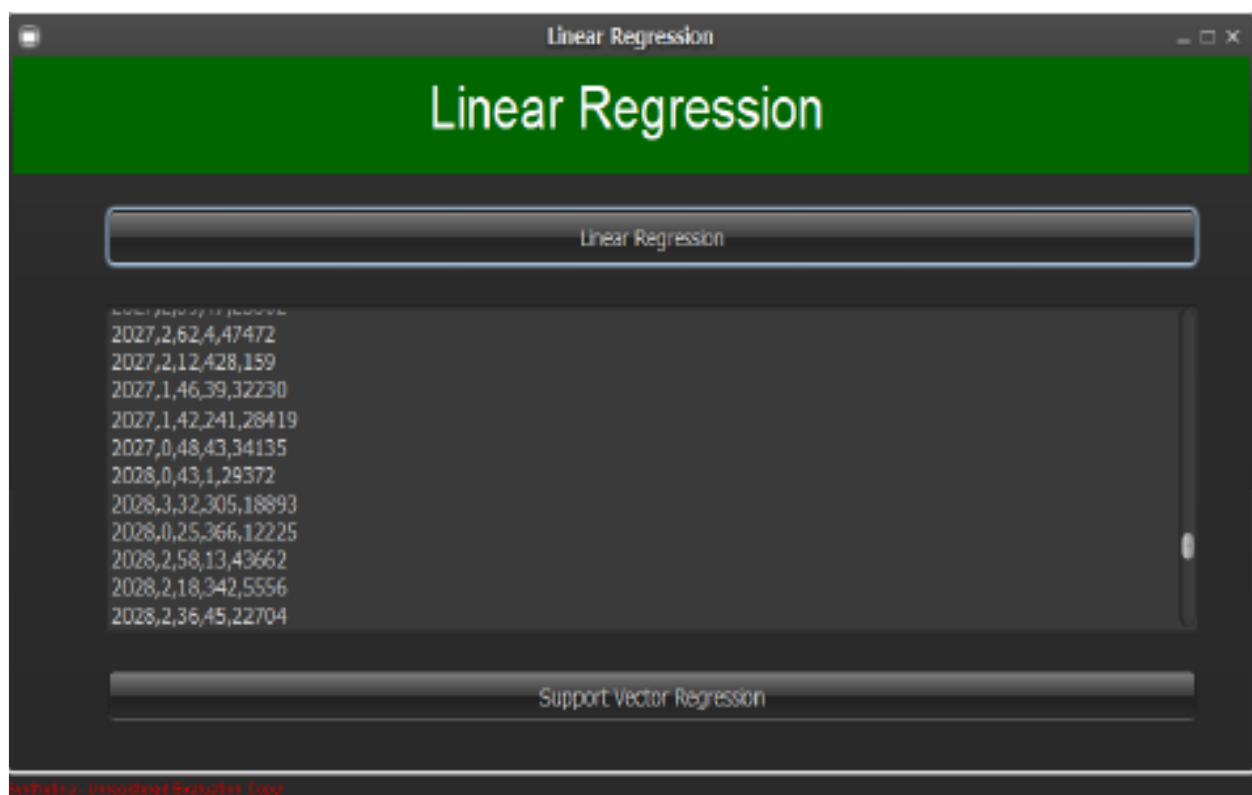 Linear Regression
Linear Regression
Linear Regression
2027,2,62,4,47472
2027,2,12,428,159
2027,1,46,39,32230
2027,1,42,241,28419
2027,0,48,43,34135
2028,0,43,1,29372
2028,3,32,305,18893
2028,0,25,366,12225
2028,2,58,13,43662
2028,2,18,342,5556
2028,2,36,45,22704
Support Vector Regression